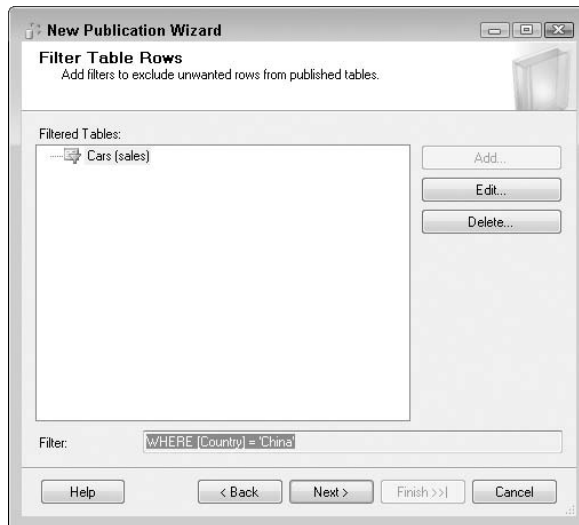 New Publication Wizard
Filter Table Rows
Add filters to exclude unwanted rows from published tables.
Filtered Tables:
Cars (sales)
Add...
Edit...
Delete...
Filter:
WHERE [Country] = 'China'
Help
< Back
Next >
Finish >>|
Cancel